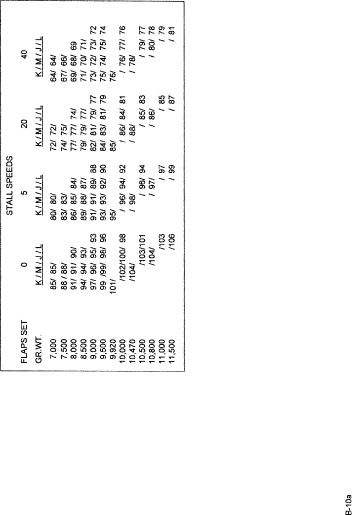 STALL SPEEDS
FLAPS SET 0 5 20 40
GR.WT. K / M / J / L K / M / J / L K / M / J / L K / M / J / L
7,000 85/ 85/ 80/ 80/ 72/ 72/ 64/ 64/
7,500 88 / 88/ 83/ 83/ 74/ 75/ 67/ 66/
8,000 91/ 91/ 90/ 86/ 85/ 84/ 77/ 77/ 74/ 69/ 68/ 69
8,500 94/ 94/ 93/ 89/ 88/ 87/ 79/ 79/ 77/ 71/ 70/ 71/
9,000 97/ 96/ 95/ 93 91/ 91/ 89/ 88 82/ 81/ 79/ 77 73/ 72/ 73/ 72
9,500 99 /99/ 98/ 96 93/ 93/ 92/ 90 84/ 83/ 81/ 79 75/ 74/ 75/ 74
9,920 101/ 95/ 85/ 76/
10,000 /102/100/ 98 / 96/ 94/ 92 / 86/ 84/ 81 / 76/ 77/ 76
10,470 /104/ / 98/ / 88/ / 78/
10,500 /103/101 / 96/ 94 / 85/ 83 / 79/ 77
10,800 /104/ / 97/ / 86/ / 80/ 78
11,000 /103 / 97 / 85 / 79
11,500 /106 / 99 / 87 / 81
B-10a